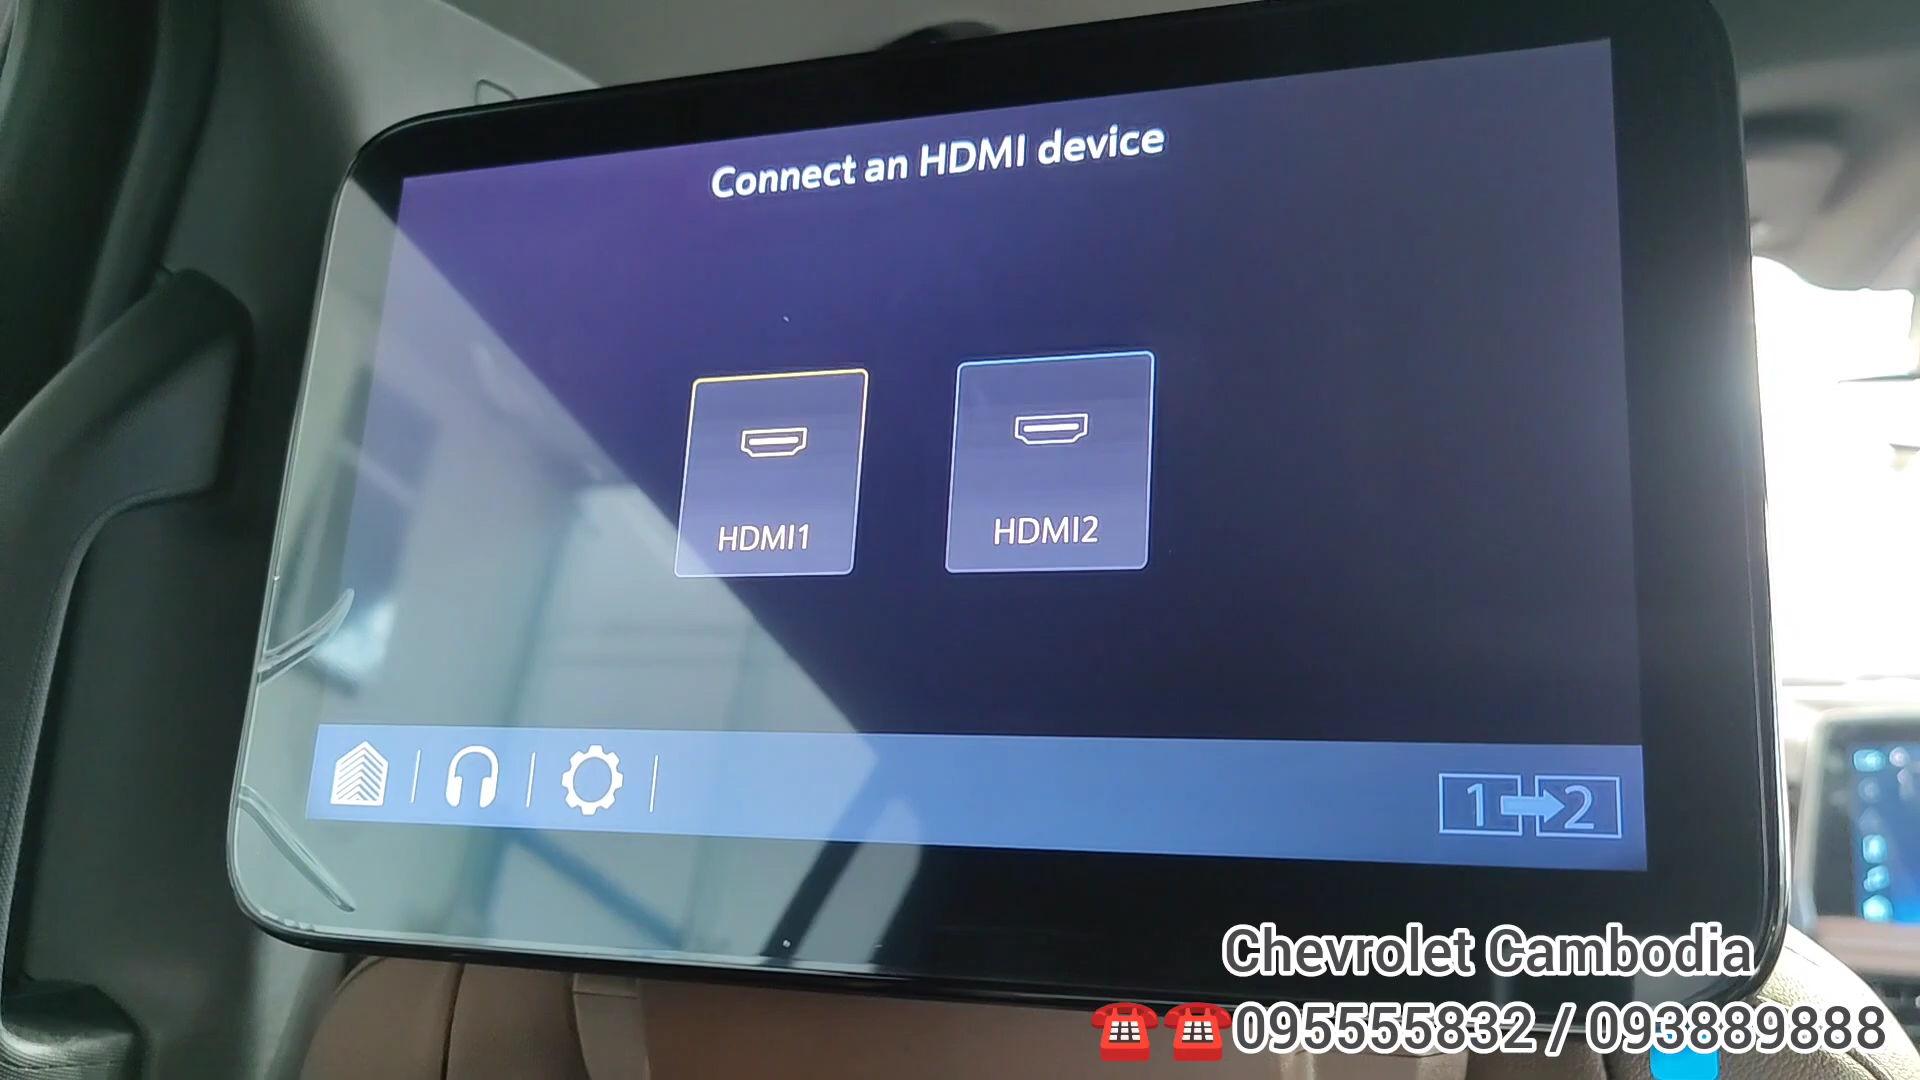 Connect an HDMI device
HDMI1
HDMI2
1 2
Chevrolet Cambodia
☎️☎️095555832 / 093889888